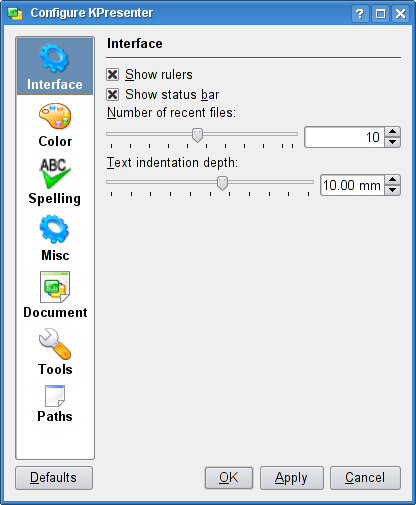 Configure KPresenter
Interface
Color
ABC
Spelling
Misc
Document
Tools
Paths
Interface
Show rulers
Show status bar
Number of recent files:
10
Text indentation depth:
10.00 mm
Defaults
OK
Apply
Cancel